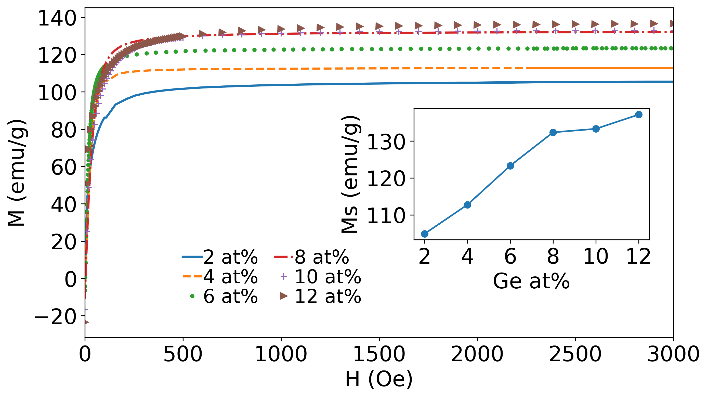 140
120
100
80
60
40
20
0
−20
M (emu/g)
0 500 1000 1500 2000 2500 3000
H (Oe)
2 at%
4 at%
6 at%
8 at%
10 at%
12 at%
130
120
110
Ms (emu/g)
2 4 6 8 10 12
Ge at%